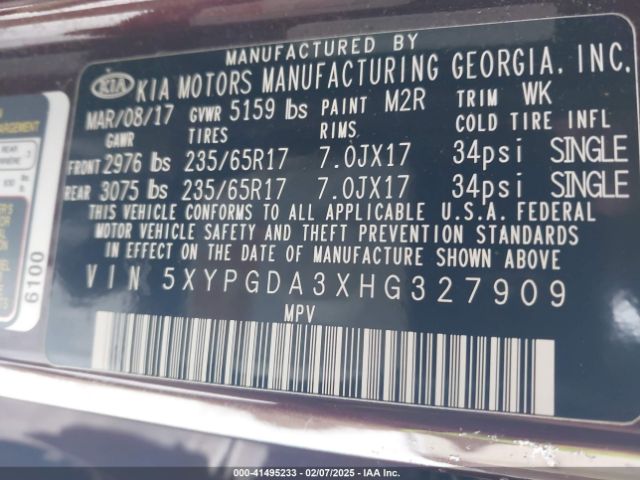 MANUFACTURED BY
KIA KIA MOTORS MANUFACTURING GEORGIA, INC.
MAR/08/17 GVWR 5159 lbs PAINT M2R TRIM WK
GAWR TIRES RIMS COLD TIRE INFL
FRONT 2976 lbs 235/65R17 7.0JX17 34psi SINGLE
REAR 3075 lbs 235/65R17 7.0JX17 34psi SINGLE
THIS VEHICLE CONFORMS TO ALL APPLICABLE U.S.A. FEDERAL
MOTOR VEHICLE SAFETY AND THEFT PREVENTION STANDARDS
IN EFFECT ON THE DATE OF MANUFACTURE SHOWN ABOVE
VIN 5XYPGDA3XHG327909
MPV
REAR
6100
000-41495233 - 02/07/2025 - IAA Inc.